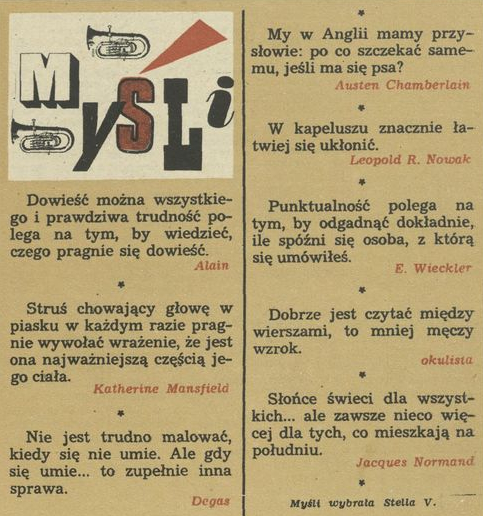 MYŚLi
Dowieść można wszystkie-
go i prawdziwa trudność po-
lega na tym, by wiedzieć,
czego pragnie się dowieść.
Alain
*
Struś chowający głowę w
piasku w każdym razie prag-
nie wywołać wrażenie, że jest
ona najważniejszą częścią je-
go ciała.
Katherine Mansfield
*
Nie jest trudno malować,
kiedy się nie umie. Ale gdy
się umie... to zupełnie inna
sprawa.
Degas
*
My w Anglii mamy przy-
słowie: po co szczekać same-
mu, jeśli ma się psa?
Austen Chamberlain
*
W kapeluszu znacznie ła-
twiej się ukłonić.
Leopold R. Nowak
*
Punktualność polega na
tym, by odgadnąć dokładnie,
ile spóźni się osoba, z którą
się umówiłeś.
E. Wieckler
*
Dobrze jest czytać między
wierszami, to mniej męczy
wzrok.
okulista
*
Słońce świeci dla wszyst-
kich... ale zawsze nieco wię-
cej dla tych, co mieszkają na
południu.
Jacques Normand
*
Myśli wybrała Stella V.